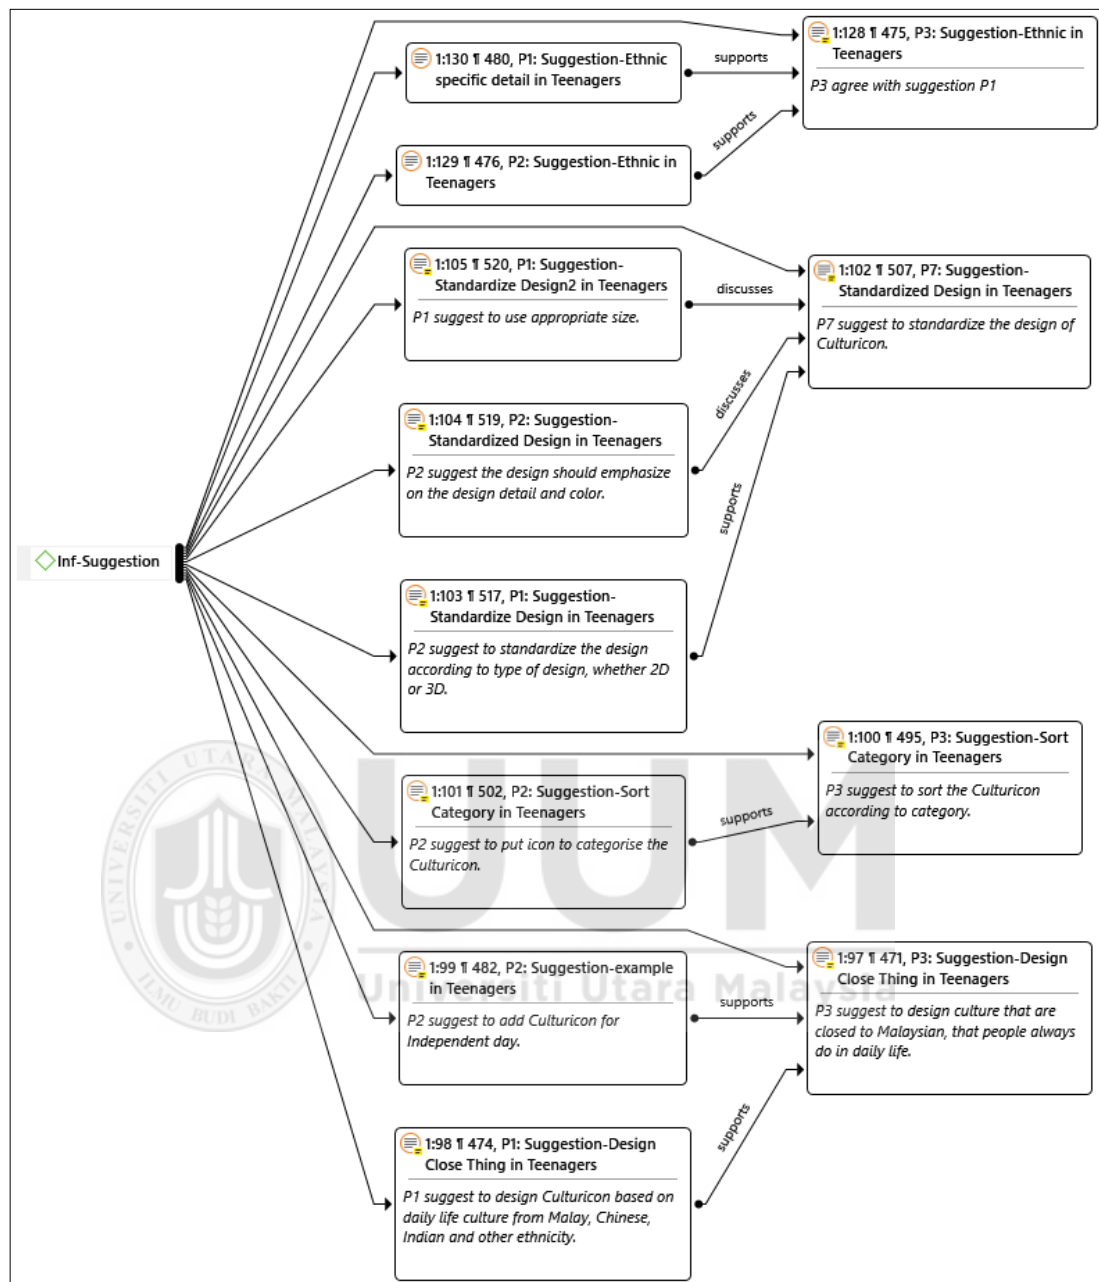 1:128 ¶ 475, P3: Suggestion-Ethnic in
Teenagers
P3 agree with suggestion P1
1:130 ¶ 480, P1: Suggestion-Ethnic
specific detail in Teenagers
supports
1:129 ¶ 476, P2: Suggestion-Ethnic in
Teenagers
supports
1:105 ¶ 520, P1: Suggestion-
Standardize Design2 in Teenagers
P1 suggest to use appropriate size.
discusses
1:102 ¶ 507, P7: Suggestion-
Standardized Design in Teenagers
P7 suggest to standardize the design of
Culturicon.
1:104 ¶ 519, P2: Suggestion-
Standardized Design in Teenagers
P2 suggest the design should emphasize
on the design detail and color.
discusses
supports
Inf-Suggestion
1:103 ¶ 517, P1: Suggestion-
Standardize Design in Teenagers
P2 suggest to standardize the design
according to type of design, whether 2D
or 3D.
1:100 ¶ 495, P3: Suggestion-Sort
Category in Teenagers
P3 suggest to sort the Culturicon
according to category.
1:101 ¶ 502, P2: Suggestion-Sort
Category in Teenagers
P2 suggest to put icon to categorise the
Culturicon.
supports
1:99 ¶ 482, P2: Suggestion-example
in Teenagers
P2 suggest to add Culturicon for
Independent day.
supports
1:97 ¶ 471, P3: Suggestion-Design
Close Thing in Teenagers
P3 suggest to design culture that are
closed to Malaysian, that people always
do in daily life.
1:98 ¶ 474, P1: Suggestion-Design
Close Thing in Teenagers
P1 suggest to design Culturicon based on
daily life culture from Malay, Chinese,
Indian and other ethnicity.
supports
UNIVERSITI UTARA MALAYSIA
ILMU BUDI BAKTI
UUM
Universiti Utara Malaysia